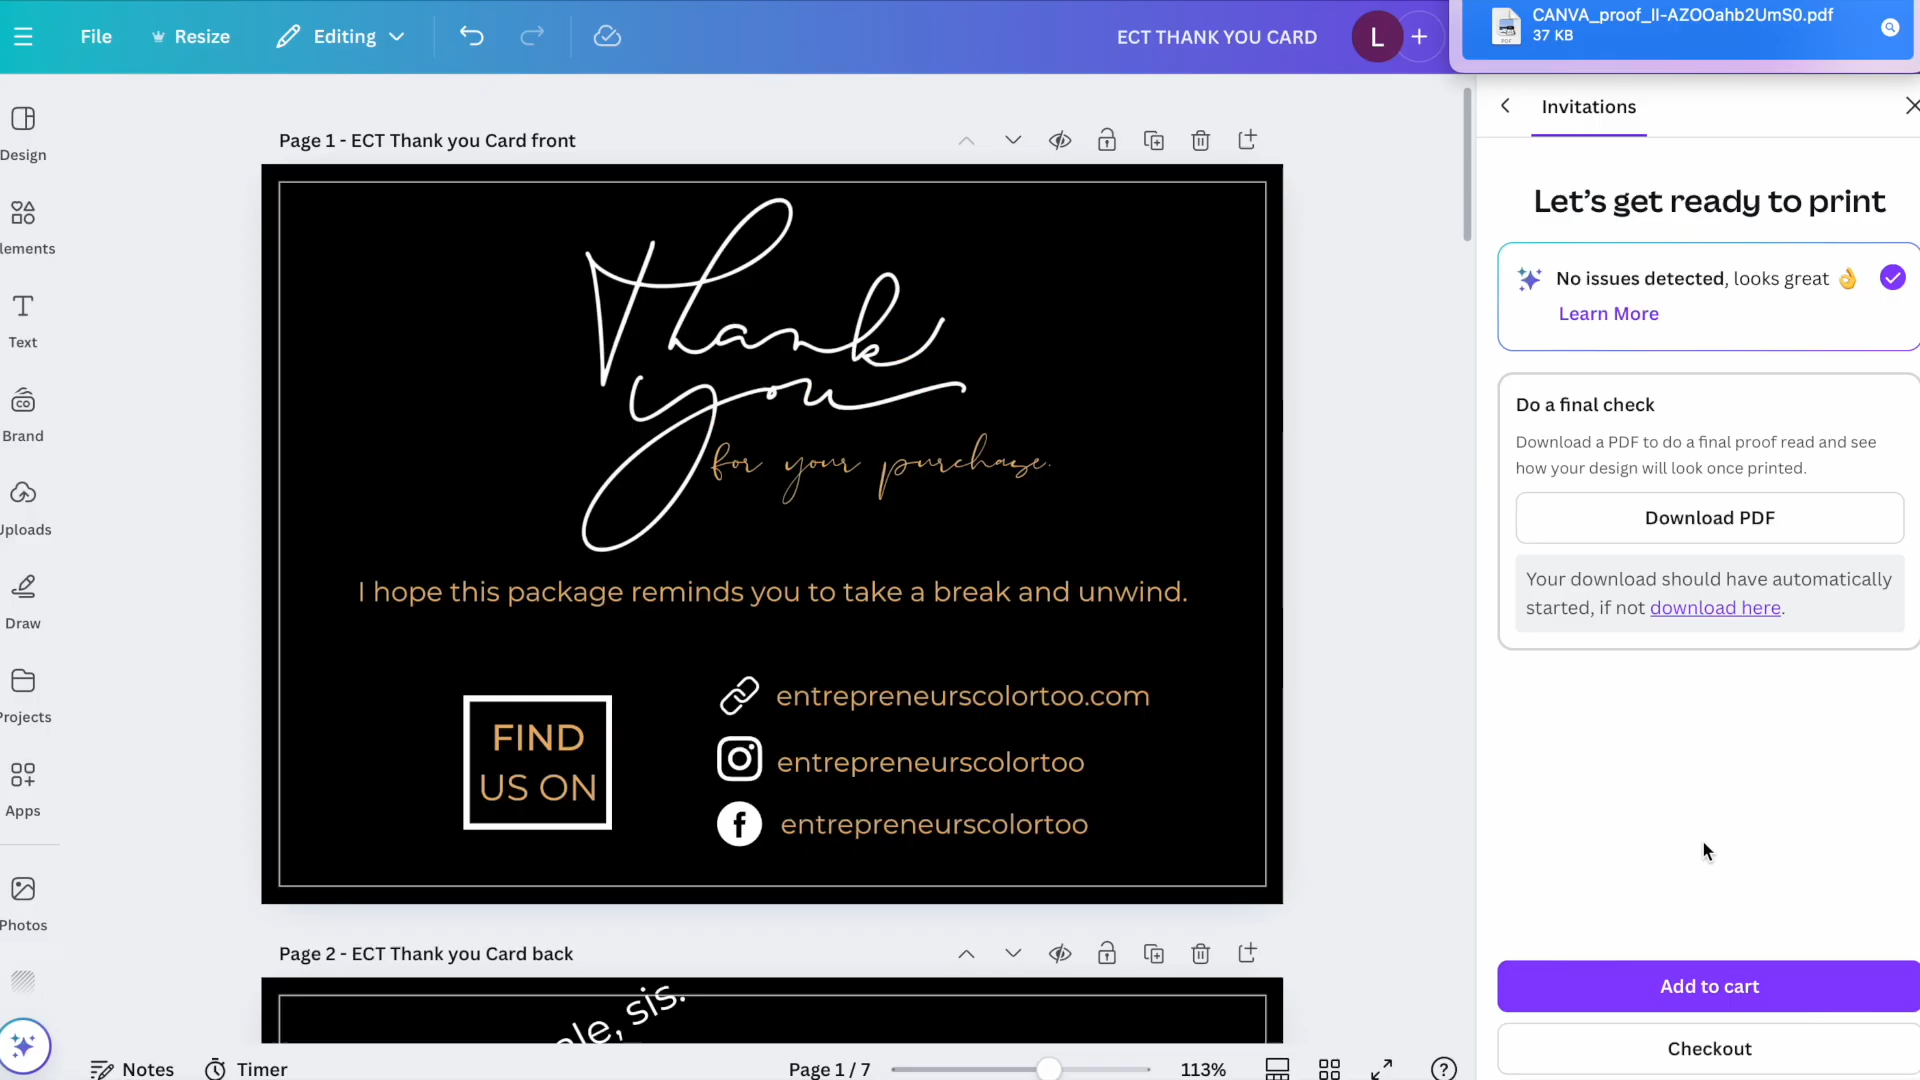 File
Resize
Editing
ECT THANK YOU CARD
L
CANVA_proof_II-AZOOahb2UmS0.pdf
37 KB
Design
lements
Text
Brand
Uploads
Draw
Projects
Apps
Photos
Page 1 - ECT Thank you Card front
Thank
you
for your purchase.
I hope this package reminds you to take a break and unwind.
FIND
US ON
entrepreneurscolortoo.com
entrepreneurscolortoo
entrepreneurscolortoo
Page 2 - ECT Thank you Card back
le, sis.
Notes
Timer
Page 1 / 7
113%
Invitations
Let's get ready to print
No issues detected, looks great 👌
Learn More
Do a final check
Download a PDF to do a final proof read and see
how your design will look once printed.
Download PDF
Your download should have automatically
started, if not download here.
Add to cart
Checkout